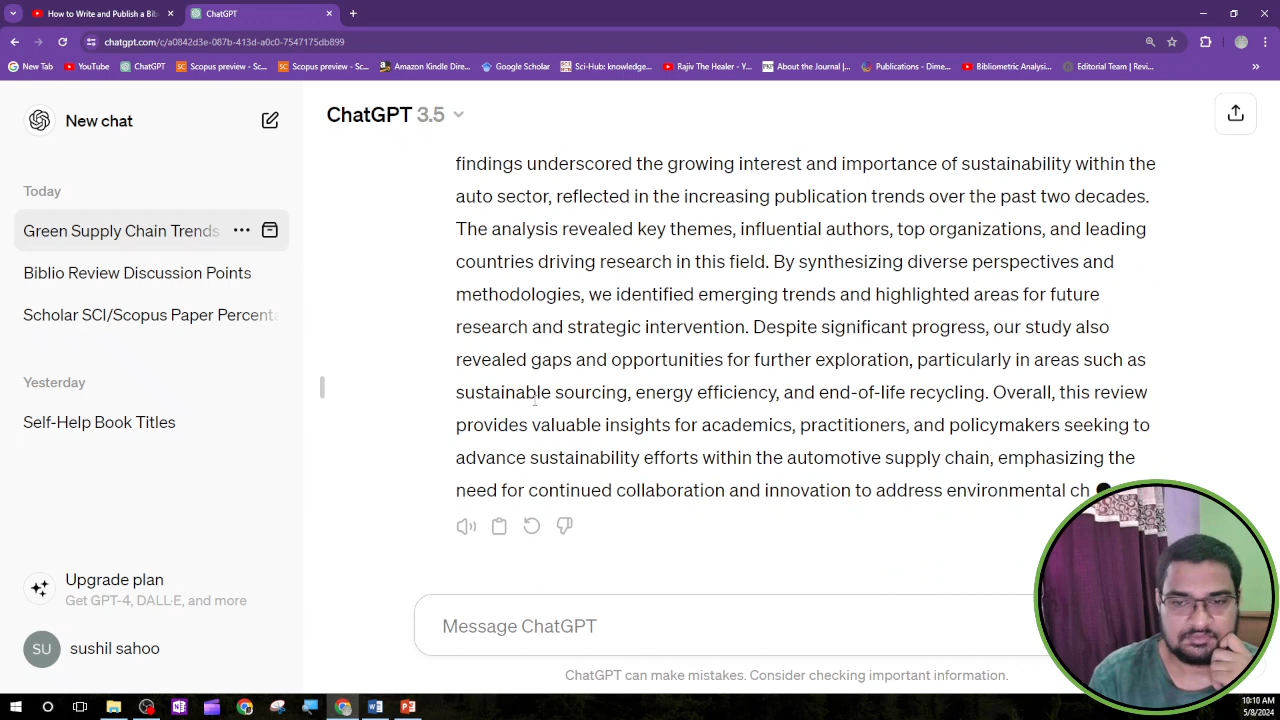 How to Write and Publish a Bib
ChatGPT
chatgpt.com/c/a0842d3e-087b-413d-a0c0-7547175db899
New Tab
YouTube
ChatGPT
Scopus preview - Sc...
Scopus preview - Sc...
Amazon Kindle Dire...
Google Scholar
Sci-Hub: knowledge...
Rajiv The Healer - Y...
About the Journal |...
Publications - Dime...
Bibliometric Analysi...
Editorial Team | Revi...
New chat
Today
Green Supply Chain Trends
Biblio Review Discussion Points
Scholar SCI/Scopus Paper Percenta
Yesterday
Self-Help Book Titles
Upgrade plan
Get GPT-4, DALL·E, and more
SU
sushil sahoo
ChatGPT 3.5
findings underscored the growing interest and importance of sustainability within the
auto sector, reflected in the increasing publication trends over the past two decades.
The analysis revealed key themes, influential authors, top organizations, and leading
countries driving research in this field. By synthesizing diverse perspectives and
methodologies, we identified emerging trends and highlighted areas for future
research and strategic intervention. Despite significant progress, our study also
revealed gaps and opportunities for further exploration, particularly in areas such as
sustainable sourcing, energy efficiency, and end-of-life recycling. Overall, this review
provides valuable insights for academics, practitioners, and policymakers seeking to
advance sustainability efforts within the automotive supply chain, emphasizing the
need for continued collaboration and innovation to address environmental ch
Message ChatGPT
ChatGPT can make mistakes. Consider checking important information.
10:10 AM
5/8/2024